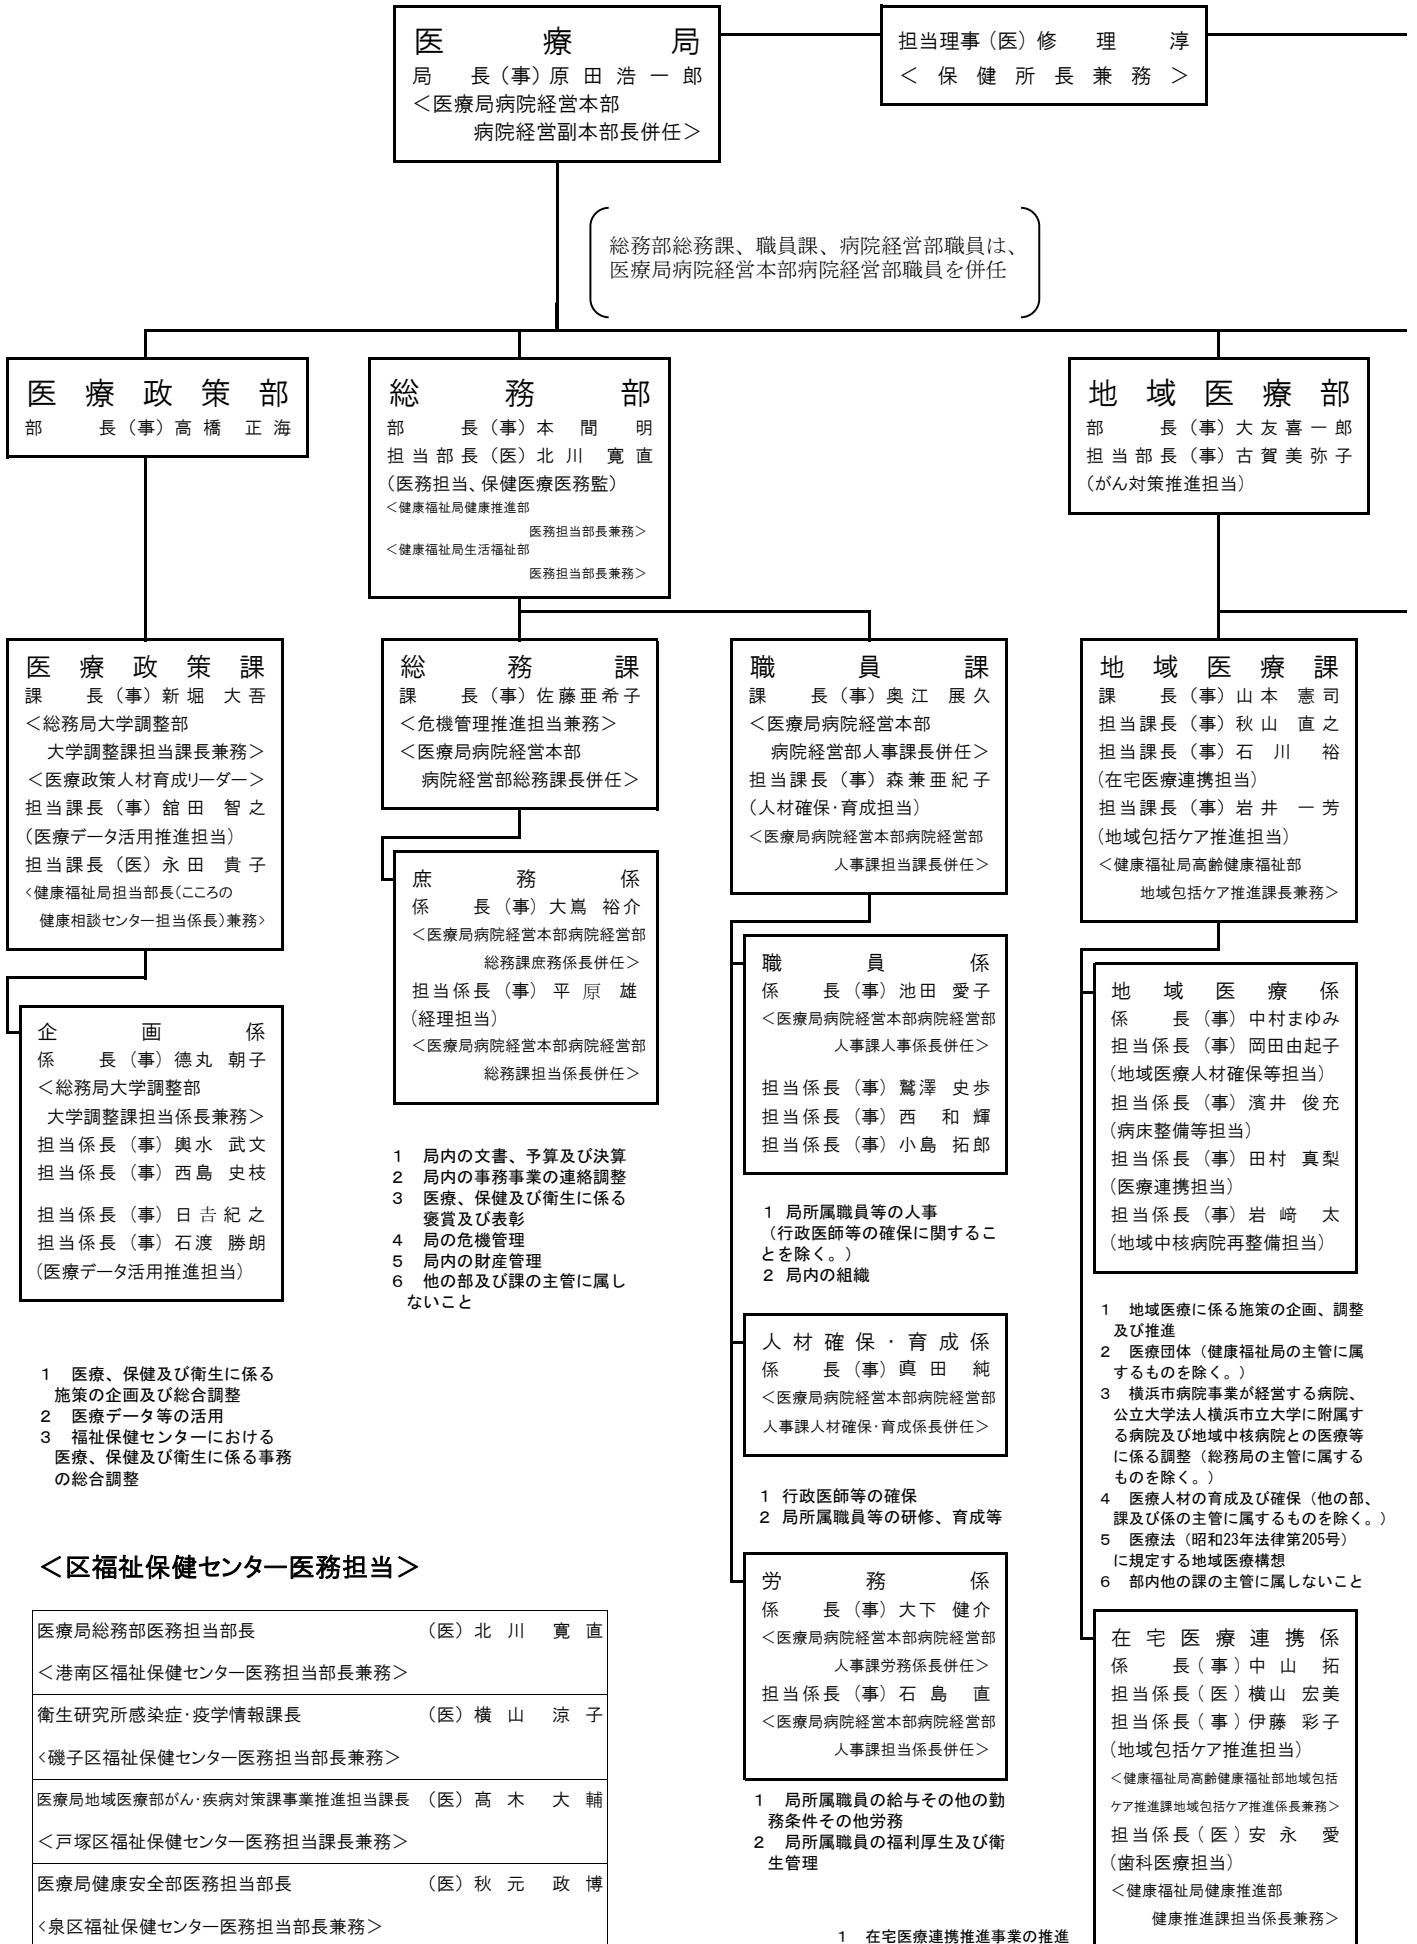 医療局
局長（事）原田浩一郎
＜医療局病院経営本部
病院経営副本部長併任＞
担当理事（医）修理淳
＜保健所長兼務＞
総務部総務課、職員課、病院経営部職員は、
医療局病院経営本部病院経営部職員を併任
医療政策部
部長（事）高橋 正海
総務部
部長（事）本間明
担当部長（医）北川 寛直
（医務担当、保健医療医務監）
＜健康福祉局健康推進部
医務担当部長兼務＞
＜健康福祉局生活福祉部
医務担当部長兼務＞
地域医療部
部長（事）大友喜一郎
担当部長（事）古賀美弥子
（がん対策推進担当）
医療政策課
課長（事）新堀 大吾
＜総務局大学調整部
大学調整課担当課長兼務＞
＜医療政策人材育成リーダー＞
担当課長（事）舘田 智之
（医療データ活用推進担当）
担当課長（医）永田 貴子
<健康福祉局担当部長（こころの
健康相談センター担当係長）兼務>
企画係
係長（事）德丸 朝子
＜総務局大学調整部
大学調整課担当係長兼務＞
担当係長（事）輿水 武文
担当係長（事）西島 史枝
担当係長（事）日𠮷紀之
担当係長（事）石渡 勝朗
（医療データ活用推進担当）
１　医療、保健及び衛生に係る
施策の企画及び総合調整
２　医療データ等の活用
３　福祉保健センターにおける
医療、保健及び衛生に係る事務
の総合調整
総務課
課長（事）佐藤亜希子
＜危機管理推進担当兼務＞
＜医療局病院経営本部
病院経営部総務課長併任＞
庶務係
係長（事）大嶌 裕介
＜医療局病院経営本部病院経営部
総務課庶務係長併任＞
担当係長（事）平原雄
（経理担当）
＜医療局病院経営本部病院経営部
総務課担当係長併任＞
１　局内の文書、予算及び決算
２　局内の事務事業の連絡調整
３　医療、保健及び衛生に係る
褒賞及び表彰
４　局の危機管理
５　局内の財産管理
６　他の部及び課の主管に属し
ないこと
職員課
課長（事）奥江 展久
＜医療局病院経営本部
病院経営部人事課長併任＞
担当課長（事）森兼亜紀子
（人材確保・育成担当）
＜医療局病院経営本部病院経営部
人事課担当課長併任＞
職員係
係長（事）池田 愛子
＜医療局病院経営本部病院経営部
人事課人事係長併任＞
担当係長（事）鷲澤 史歩
担当係長（事）西 和輝
担当係長（事）小島 拓郎
１　局所属職員等の人事
（行政医師等の確保に関するこ
とを除く。）
２　局内の組織
人材確保・育成係
係長（事）眞田純
＜医療局病院経営本部病院経営部
人事課人材確保・育成係長併任＞
１　行政医師等の確保
２　局所属職員等の研修、育成等
労務係
係長（事）大下 健介
＜医療局病院経営本部病院経営部
人事課労務係長併任＞
担当係長（事）石島 直
＜医療局病院経営本部病院経営部
人事課担当係長併任＞
１　局所属職員の給与その他の勤
務条件その他労務
２　局所属職員の福利厚生及び衛
生管理
地域医療課
課長（事）山本 憲司
担当課長（事）秋山 直之
担当課長（事）石川裕
（在宅医療連携担当）
担当課長（事）岩井 一芳
（地域包括ケア推進担当）
＜健康福祉局高齢健康福祉部
地域包括ケア推進課長兼務＞
地域医療係
係長（事）中村まゆみ
担当係長（事）岡田由起子
（地域医療人材確保等担当）
担当係長（事）濱井 俊充
（病床整備等担当）
担当係長（事）田村 真梨
（医療連携担当）
担当係長（事）岩﨑 太
（地域中核病院再整備担当）
１　地域医療に係る施策の企画、調整
及び推進
２　医療団体（健康福祉局の主管に属
するものを除く。）
３　横浜市病院事業が経営する病院、
公立大学法人横浜市立大学に附属す
る病院及び地域中核病院との医療等
に係る調整（総務局の主管に属する
ものを除く。）
４　医療人材の育成及び確保（他の部、
課及び係の主管に属するものを除く。）
５　医療法（昭和23年法律第205号）
に規定する地域医療構想
６　部内他の課の主管に属しないこと
在宅医療連携係
係長（事）中山 拓
担当係長（医）横山 宏美
担当係長（事）伊藤 彩子
（地域包括ケア推進担当）
＜健康福祉局高齢健康福祉部地域包括
ケア推進課地域包括ケア推進係長兼務＞
担当係長（医）安永 愛
（歯科医療担当）
＜健康福祉局健康推進部
健康推進課担当係長兼務＞
１　在宅医療連携推進事業の推進
＜区福祉保健センター医務担当＞
医療局総務部医務担当部長 （医）北川 寛直
＜港南区福祉保健センター医務担当部長兼務＞
衛生研究所感染症・疫学情報課長 （医）横山 涼子
<磯子区福祉保健センター医務担当部長兼務＞
医療局地域医療部がん・疾病対策課事業推進担当課長 （医）髙木 大輔
＜戸塚区福祉保健センター医務担当課長兼務＞
医療局健康安全部医務担当部長 （医）秋元 政博
<泉区福祉保健センター医務担当部長兼務＞